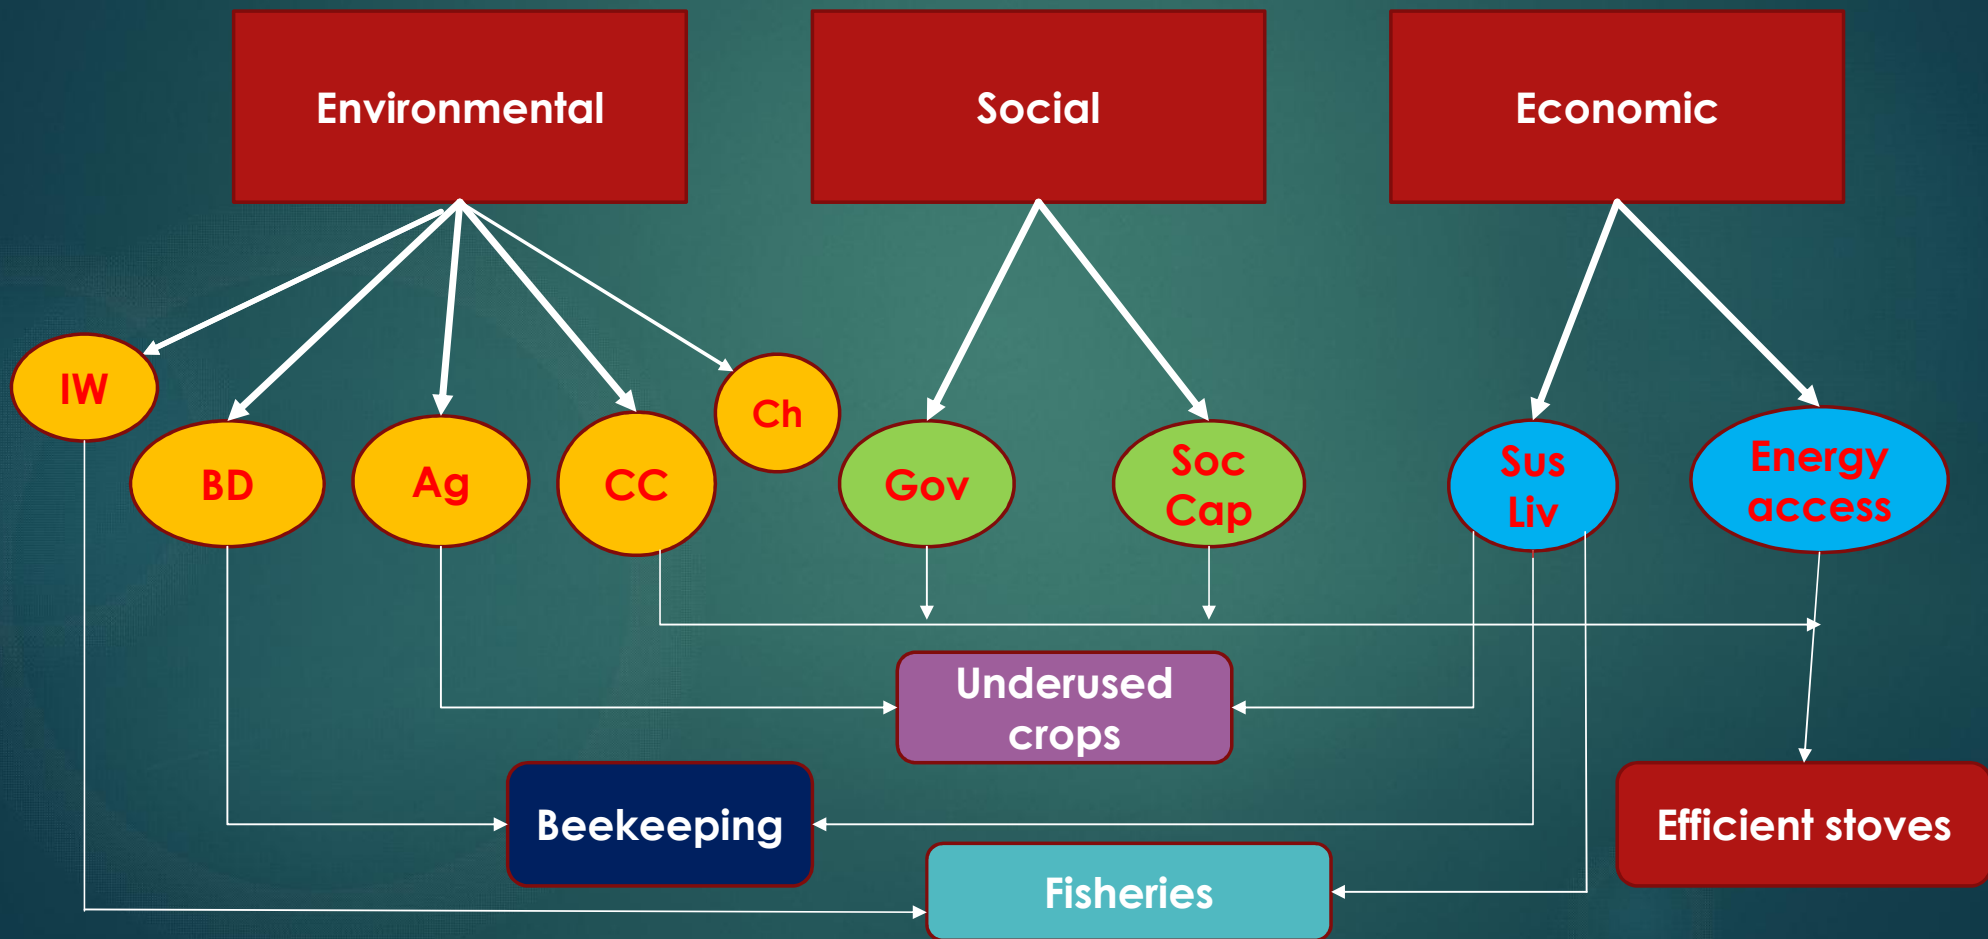 Environmental
Social
Economic
IW
BD
Ag
CC
Ch
Gov
Soc
Cap
Sus
Liv
Energy
access
Underused
crops
Beekeeping
Efficient stoves
Fisheries